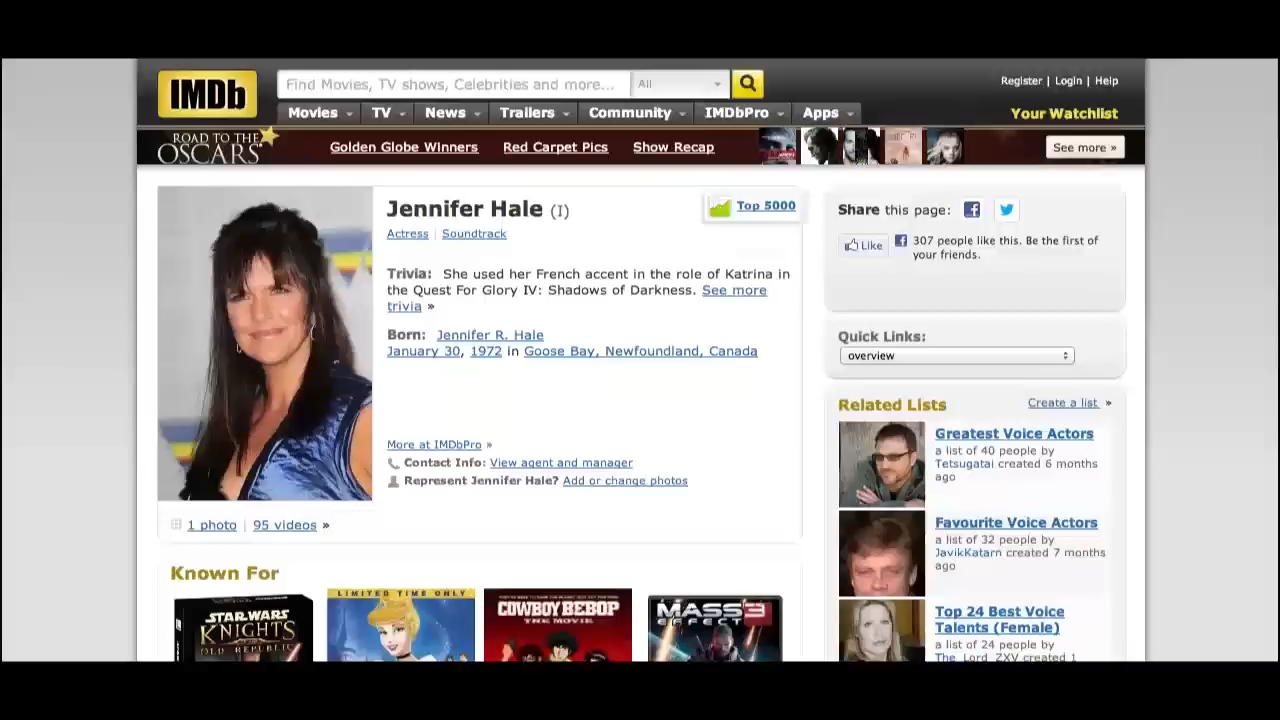 IMDb
Find Movies, TV shows, Celebrities and more...
All
Register | Login | Help
Movies
TV
News
Trailers
Community
IMDbPro
Apps
Your Watchlist
ROAD TO THE
OSCARS
Golden Globe Winners
Red Carpet Pics
Show Recap
See more »
Jennifer Hale (I)
Top 5000
Actress | Soundtrack
Trivia: She used her French accent in the role of Katrina in
the Quest For Glory IV: Shadows of Darkness. See more
trivia »
Born: Jennifer R. Hale
January 30, 1972 in Goose Bay, Newfoundland, Canada
More at IMDbPro »
Contact Info: View agent and manager
Represent Jennifer Hale? Add or change photos
1 photo | 95 videos »
Known For
STAR WARS
KNIGHTS
OLD REPUBLIC
LIMITED TIME ONLY
COWBOY BEBOP
THE MOVIE
MASS 3
EFFECT
Share this page:
Like
307 people like this. Be the first of
your friends.
Quick Links:
overview
Related Lists
Create a list »
Greatest Voice Actors
a list of 40 people by
Tetsugatai created 6 months
ago
Favourite Voice Actors
a list of 32 people by
JavikKatarn created 7 months
ago
Top 24 Best Voice
Talents (Female)
a list of 24 people by
The_Lord_ZXV created 1